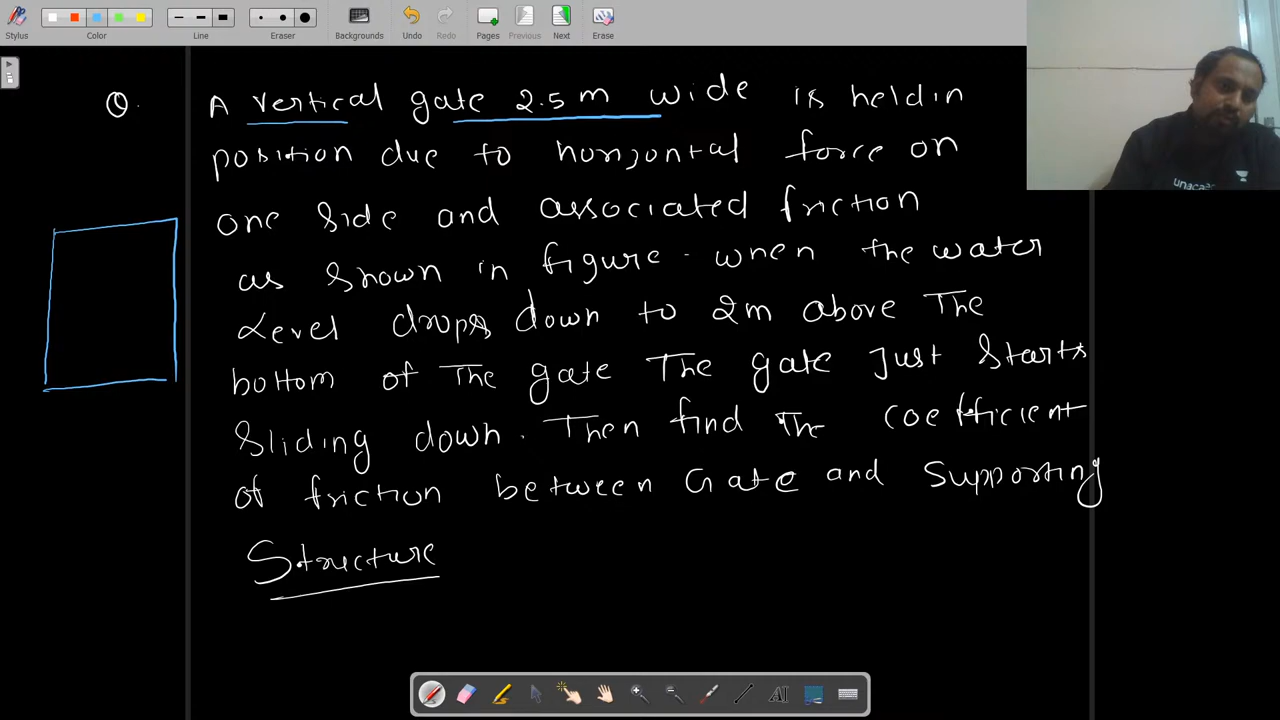 Stylus Color Line Eraser Backgrounds Undo Redo Pages Previous Next Erase
Q. A vertical gate 2.5 m wide is held in
position due to horizontal force on
one side and associated friction
as shown in figure. when the water
Level drops down to 2m above The
bottom of The gate The gate Just starts
sliding down. Then find The coefficient
of friction between Gate and supporting
Structure
AI